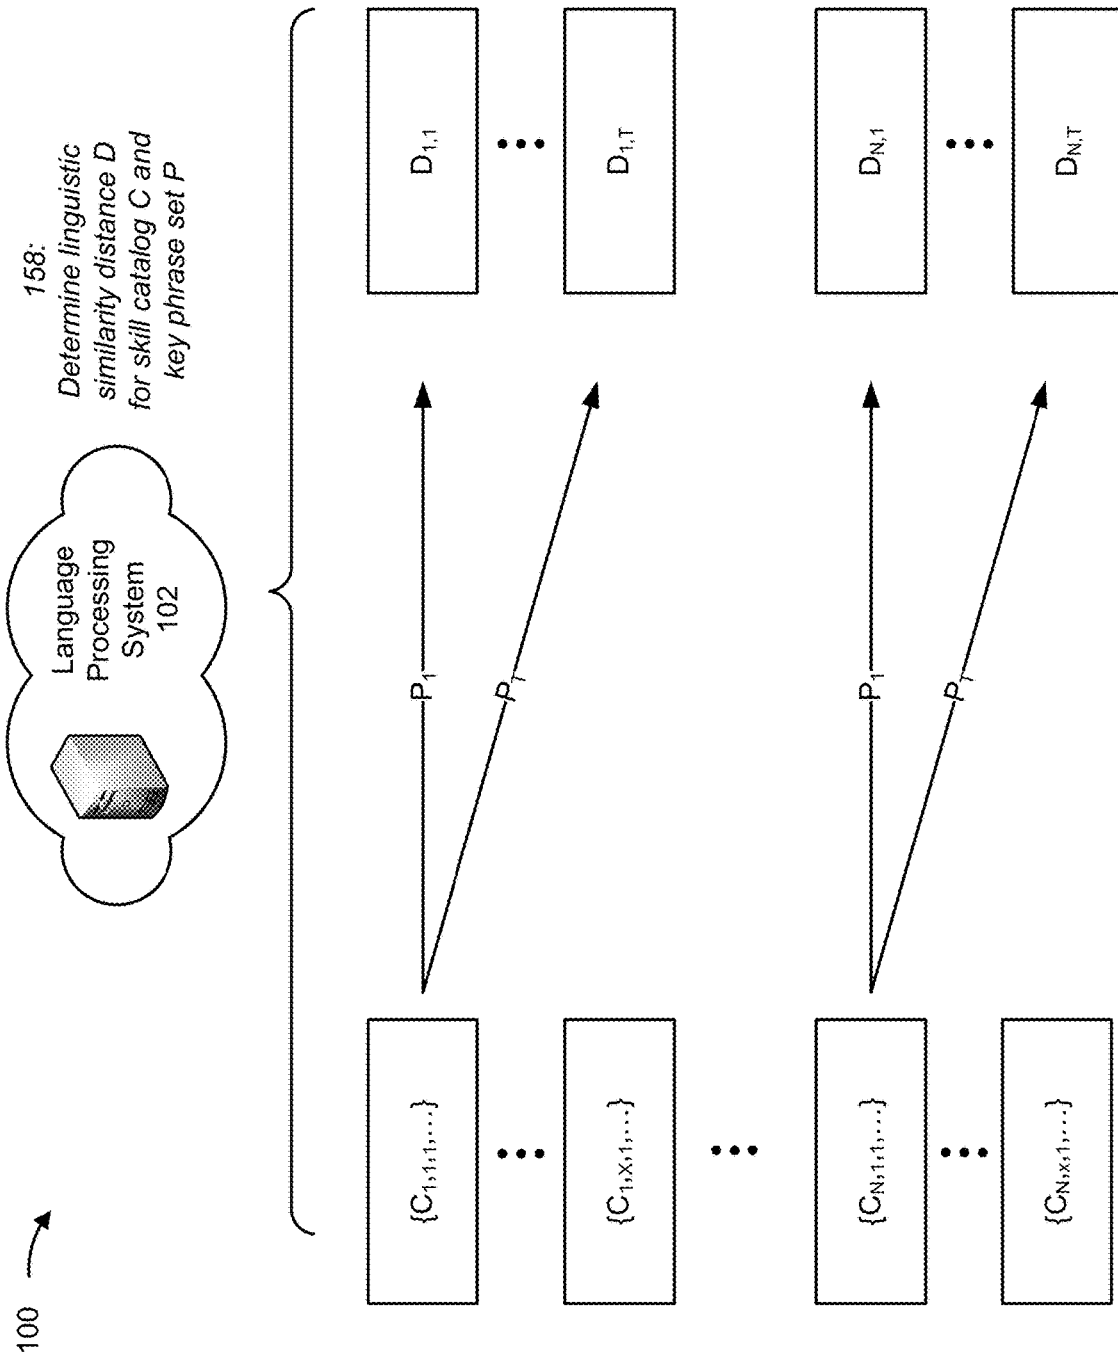 100
Language
Processing
System
102
158:
Determine linguistic
similarity distance D
for skill catalog C and
key phrase set P
{C1,1,1,...}
P1
D1,1
PT
{C1,X,1,...}
D1,T
{CN,1,1,...}
P1
DN,1
PT
{CN,x,1,...}
DN,T